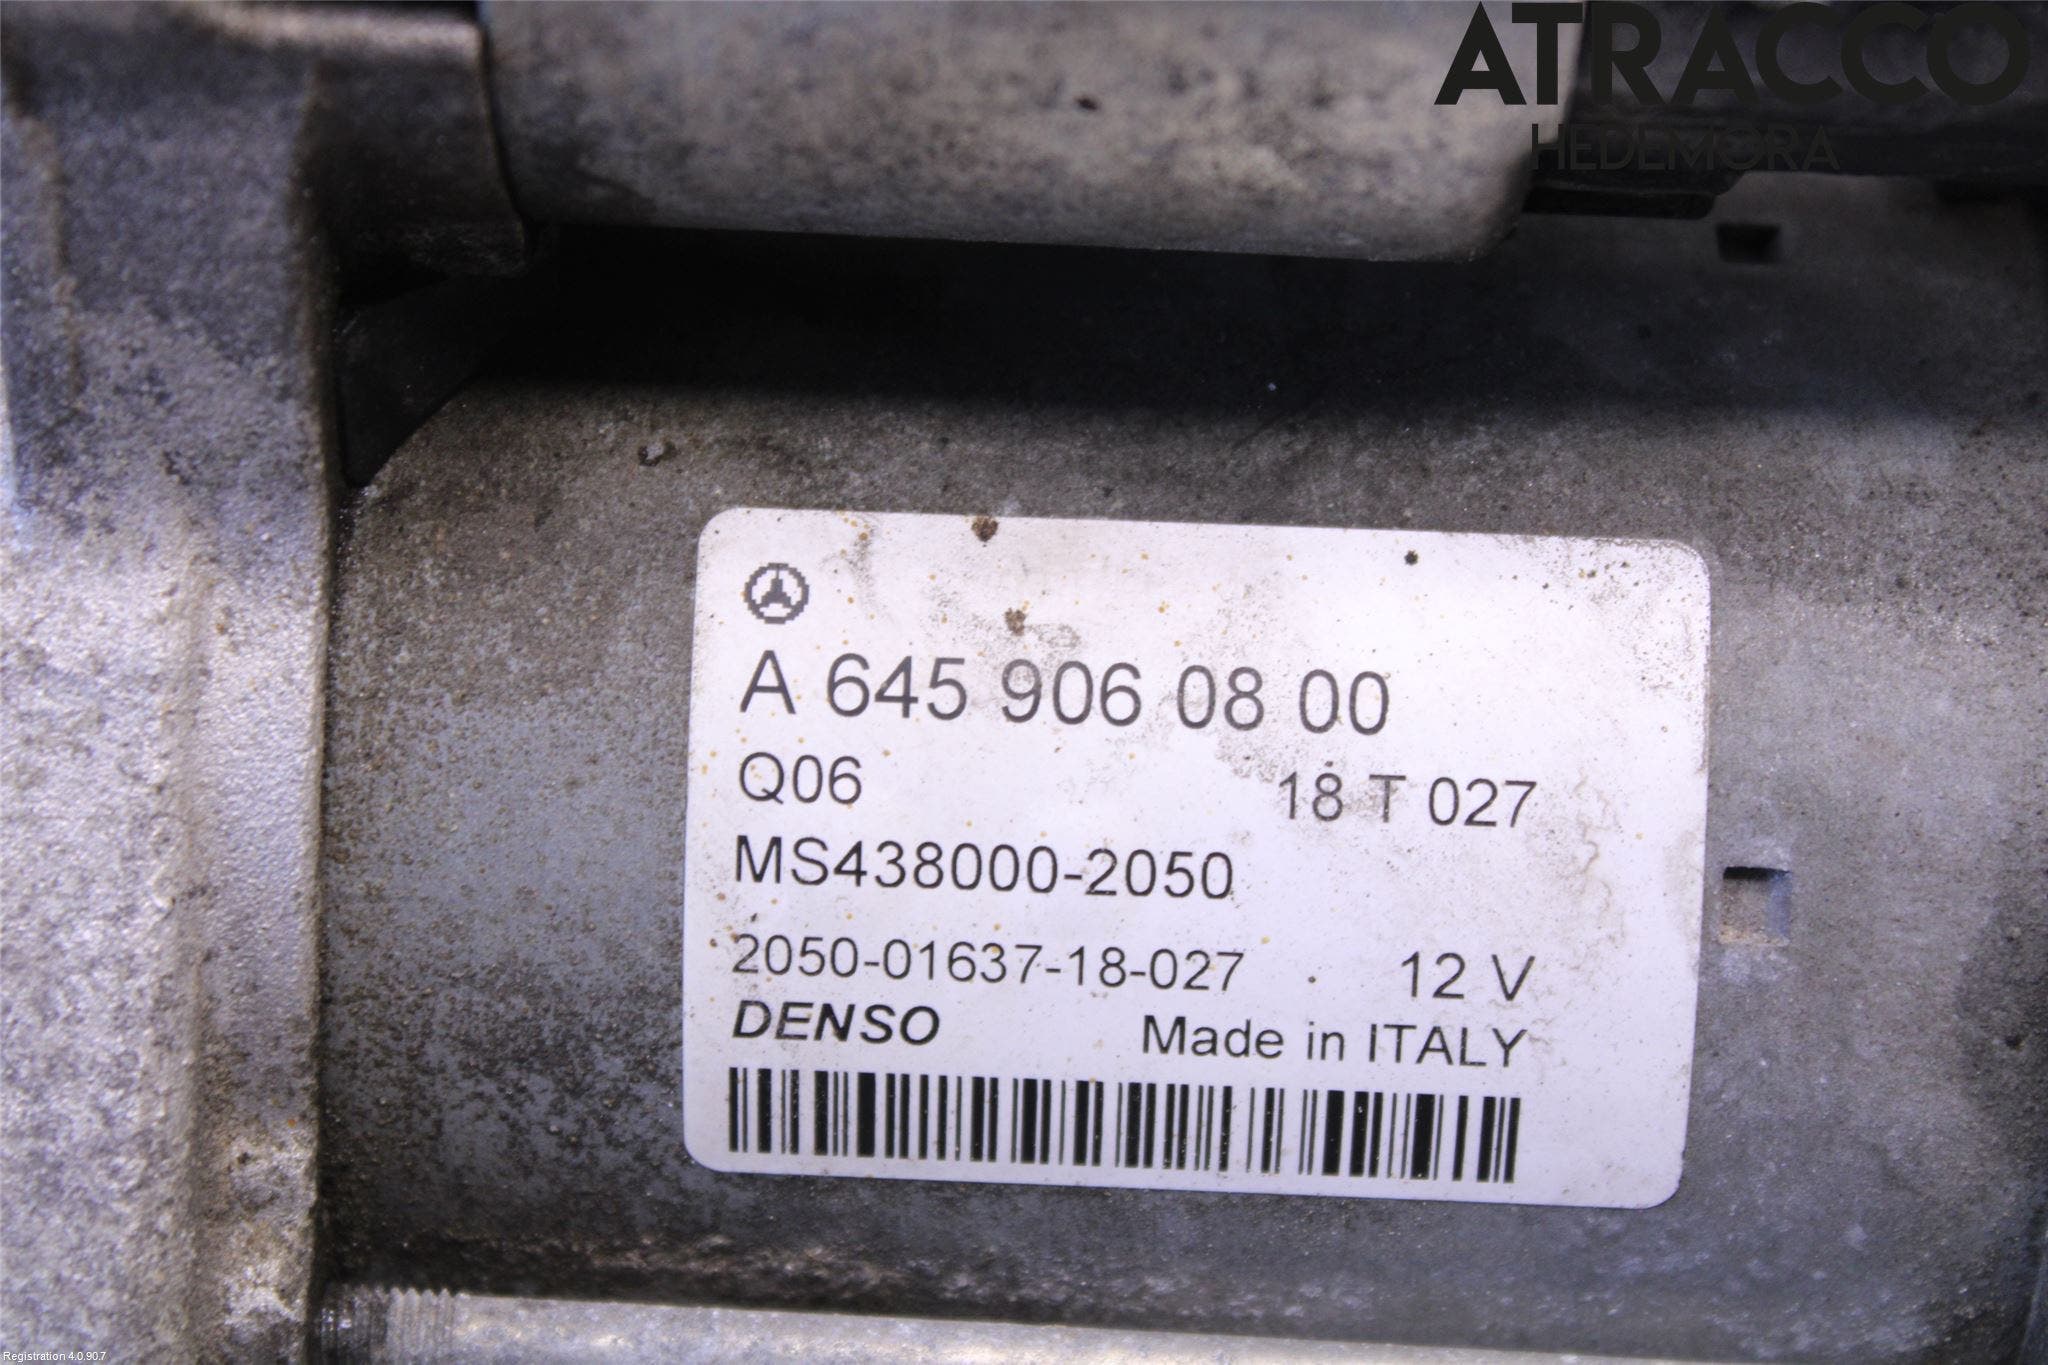 ATRACCO
HEDEMORA
A 645 906 08 00
Q06 18 T 027
MS438000-2050
2050-01637-18-027 12 V
DENSO Made in ITALY
Registration 4.0.90.7